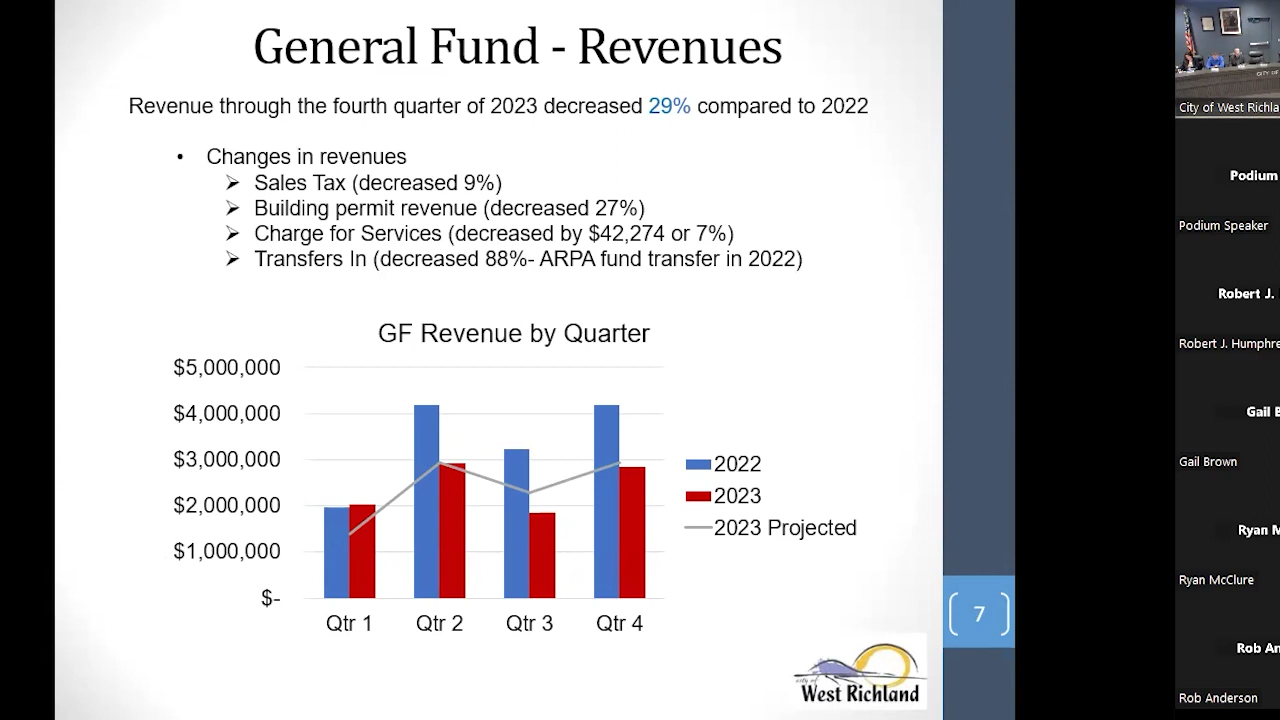 General Fund - Revenues
Revenue through the fourth quarter of 2023 decreased 29% compared to 2022
• Changes in revenues
➢ Sales Tax (decreased 9%)
➢ Building permit revenue (decreased 27%)
➢ Charge for Services (decreased by $42,274 or 7%)
➢ Transfers In (decreased 88%- ARPA fund transfer in 2022)
GF Revenue by Quarter
$5,000,000
$4,000,000
$3,000,000
$2,000,000
$1,000,000
$-
Qtr 1 Qtr 2 Qtr 3 Qtr 4
2022
2023
2023 Projected
7
city of
West Richland
CITY OF
City of West Richla
Podium
Podium Speaker
Robert J.
Robert J. Humphre
Gail B
Gail Brown
Ryan M
Ryan McClure
Rob An
Rob Anderson